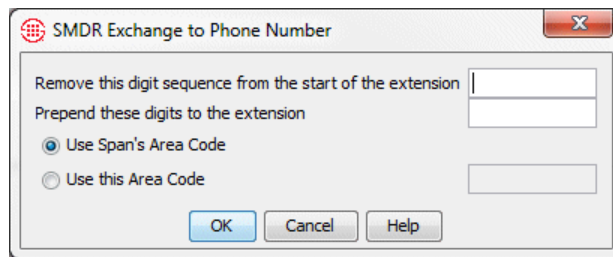 SMDR Exchange to Phone Number
Remove this digit sequence from the start of the extension
Prepend these digits to the extension
Use Span's Area Code
Use this Area Code
OK Cancel Help